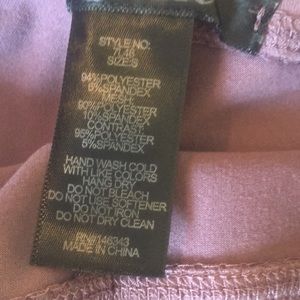 STYLE NO:
SIZE:S
94%POLYESTER
6%SPANDEX
MESH:
90%POLYESTER
10%SPANDEX
CONTRAST:
95%POLYESTER
5%SPANDEX
HAND WASH COLD
WITH LIKE COLORS
HANG DRY
DO NOT BLEACH
DO NOT USE SOFTENER
DO NOT IRON
DO NOT DRY CLEAN
RN#146343
MADE IN CHINA